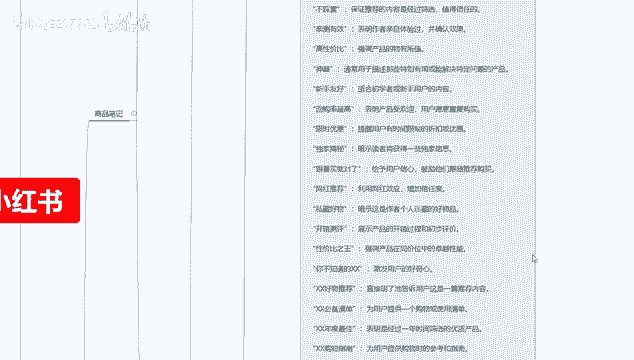 "不踩雷"：保证推荐的内容是经过筛选、值得信任的。
"亲测有效"：表明作者亲自体验过，并确认效果。
"高性价比"：强调产品的物有所值。
"神器"：通常用于描述那些特别有用或能解决特定问题的产品。
"新手友好"：适合初学者或新手用户的内容。
"回购率超高"：表明产品受欢迎，用户愿意重复购买。
商品笔记
"限时优惠"：提醒用户有时间限制的折扣或优惠。
"独家揭秘"：暗示读者将获得一些独家信息。
"跟着买就对了"：给予用户信心，鼓励他们跟随推荐购买。
"网红推荐"：利用网红效应，增加信任度。
小红书
"私藏好物"：暗示这是作者个人珍藏的好物品。
"开箱测评"：展示产品的开箱过程和初步评价。
"性价比之王"：强调产品在同价位中的卓越性能。
"你不知道的XX"：激发用户的好奇心。
"XX好物推荐"：直接明了地告诉用户这是一篇推荐内容。
"XX必备清单"：为用户提供一个购物或使用清单。
"XX年度最佳"：表明是经过一年时间筛选的优质产品。
"XX购物指南"：为用户提供购物时的参考和指南。